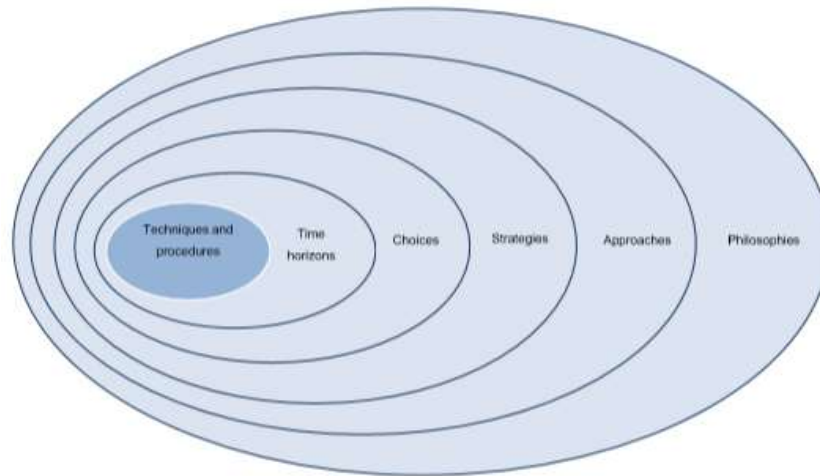 Techniques and
procedures
Time
horizons
Choices
Strategies
Approaches
Philosophies